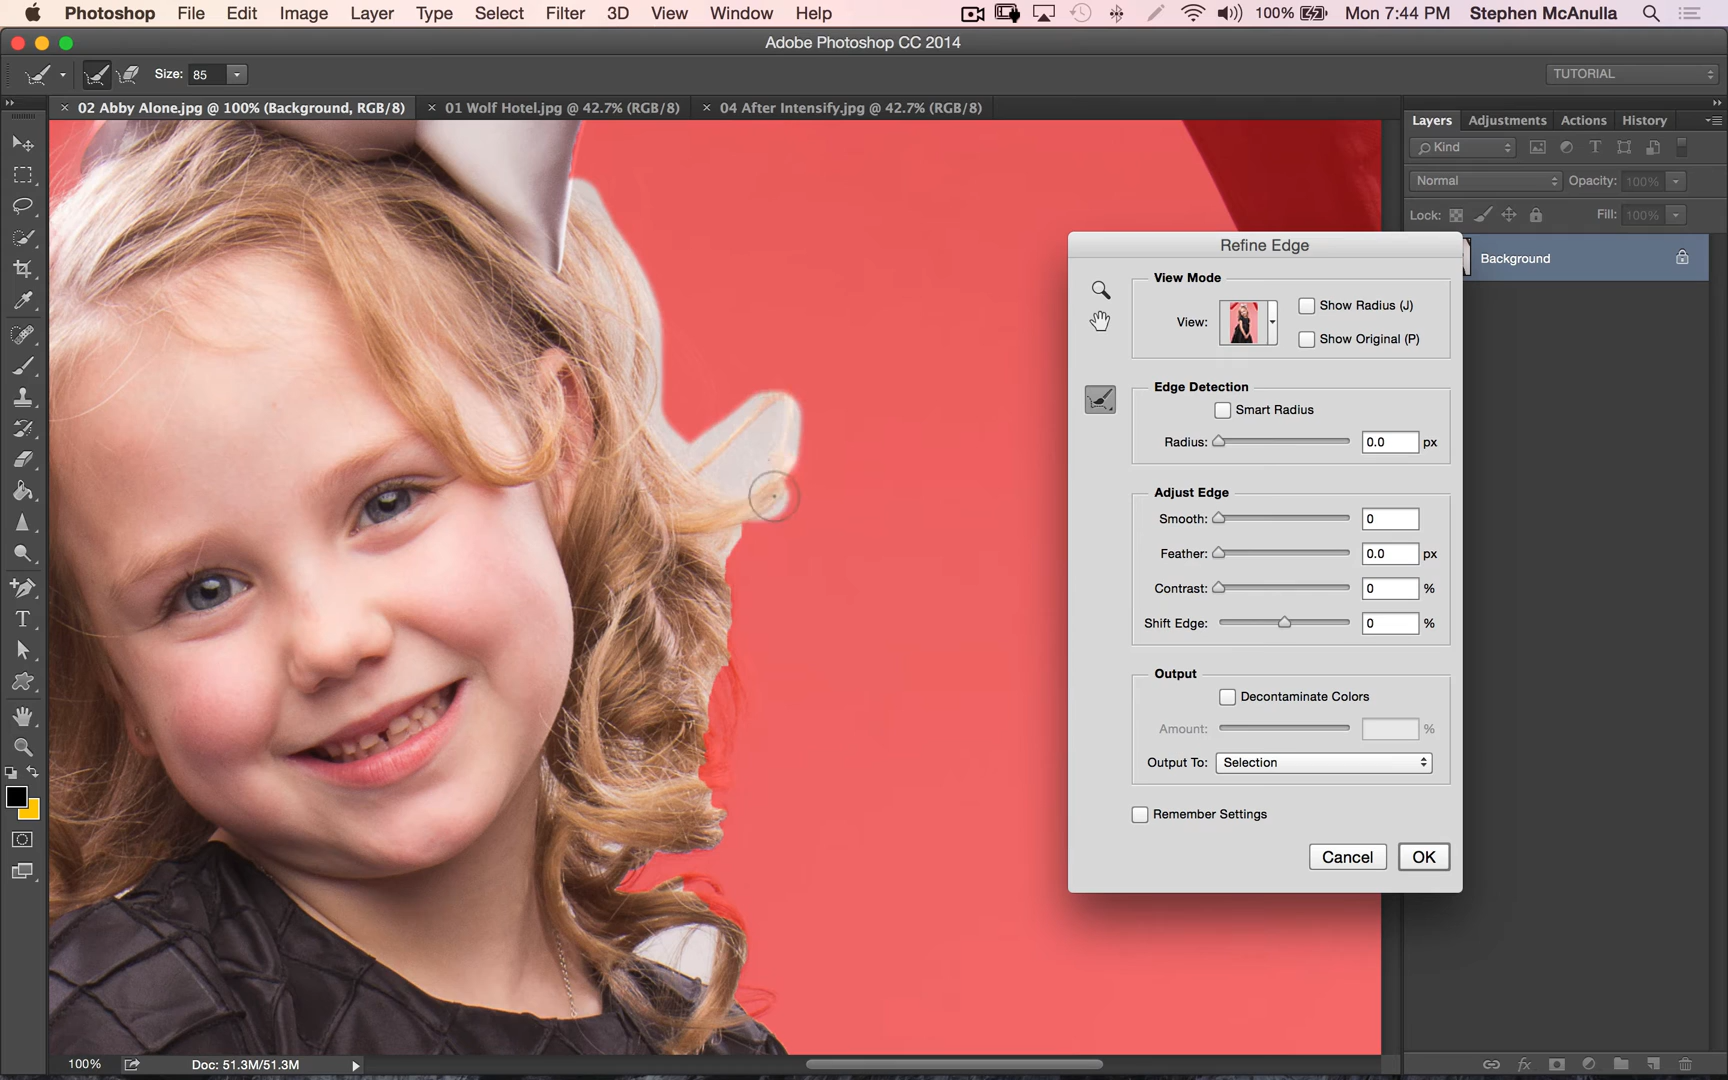 Photoshop File Edit Image Layer Type Select Filter 3D View Window Help 100% Mon 7:44 PM Stephen McAnulla
Adobe Photoshop CC 2014
Size: 85 TUTORIAL
02 Abby Alone.jpg @ 100% (Background, RGB/8) 01 Wolf Hotel.jpg @ 42.7% (RGB/8) 04 After Intensify.jpg @ 42.7% (RGB/8)
Layers Adjustments Actions History
Kind
Normal Opacity: 100%
Lock: Fill: 100%
Background
Refine Edge
View Mode
View:
Show Radius (J)
Show Original (P)
Edge Detection
Smart Radius
Radius: 0.0 px
Adjust Edge
Smooth: 0
Feather: 0.0 px
Contrast: 0 %
Shift Edge: 0 %
Output
Decontaminate Colors
Amount: %
Output To: Selection
Remember Settings
Cancel OK
100% Doc: 51.3M/51.3M